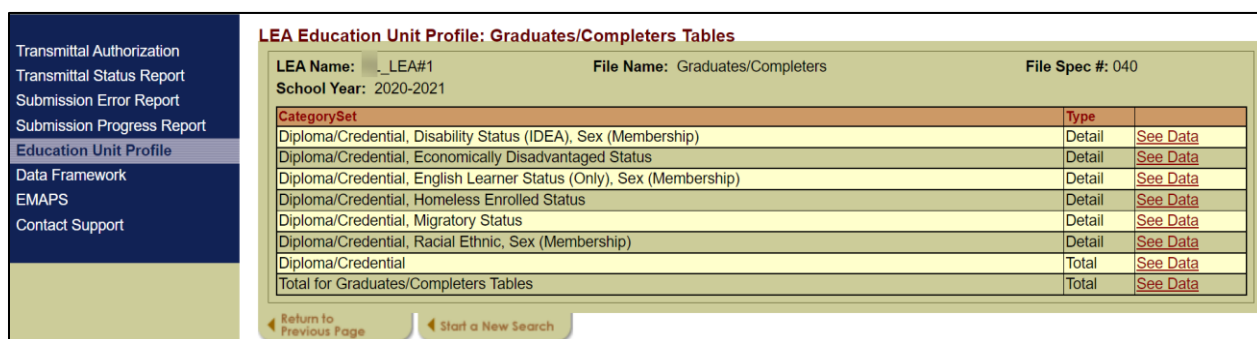 Transmittal Authorization
Transmittal Status Report
Submission Error Report
Submission Progress Report
Education Unit Profile
Data Framework
EMAPS
Contact Support
LEA Education Unit Profile: Graduates/Completers Tables
LEA Name: _LEA#1 File Name: Graduates/Completers File Spec #: 040
School Year: 2020-2021
CategorySet Type
Diploma/Credential, Disability Status (IDEA), Sex (Membership) Detail See Data
Diploma/Credential, Economically Disadvantaged Status Detail See Data
Diploma/Credential, English Learner Status (Only), Sex (Membership) Detail See Data
Diploma/Credential, Homeless Enrolled Status Detail See Data
Diploma/Credential, Migratory Status Detail See Data
Diploma/Credential, Racial Ethnic, Sex (Membership) Detail See Data
Diploma/Credential Total See Data
Total for Graduates/Completers Tables Total See Data
Return to
Previous Page
Start a New Search